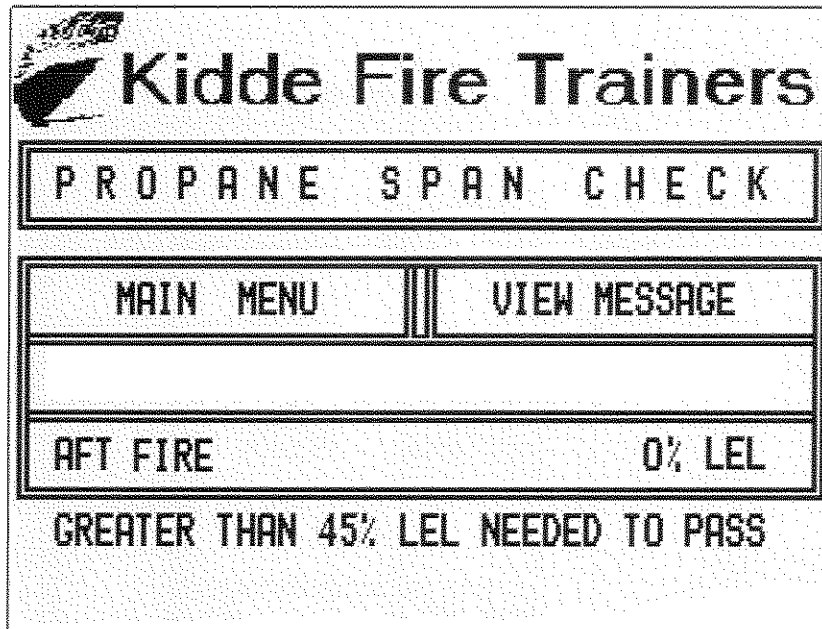 Kidde Fire Trainers
PROPANE SPAN CHECK
MAIN MENU VIEW MESSAGE
AFT FIRE 0% LEL
GREATER THAN 45% LEL NEEDED TO PASS